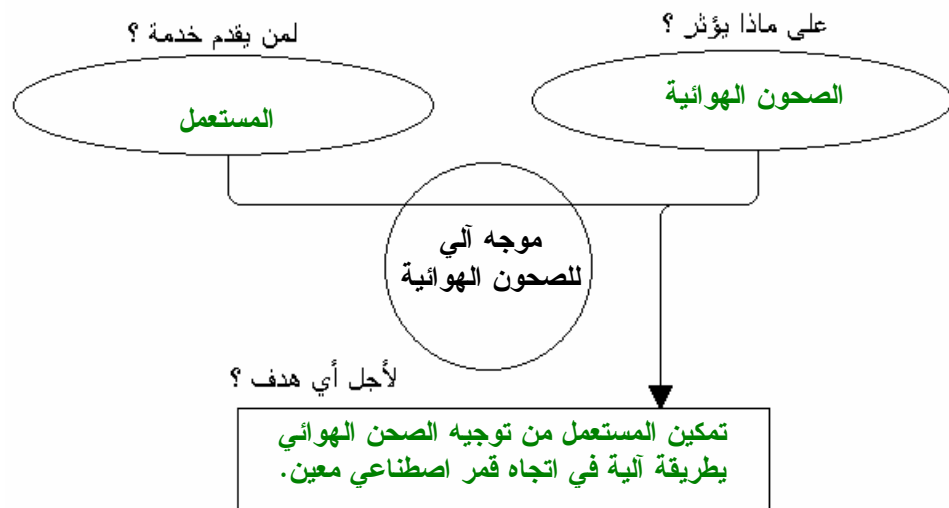 على ماذا يؤثر ؟
لمن يقدم خدمة ؟
الصحون الهوائية
المستعمل
موجه آلي
للصحون الهوائية
لأجل أي هدف ؟
تمكين المستعمل من توجيه الصحن الهوائي
يطريقة آلية في اتجاه قمر اصطناعي معين.